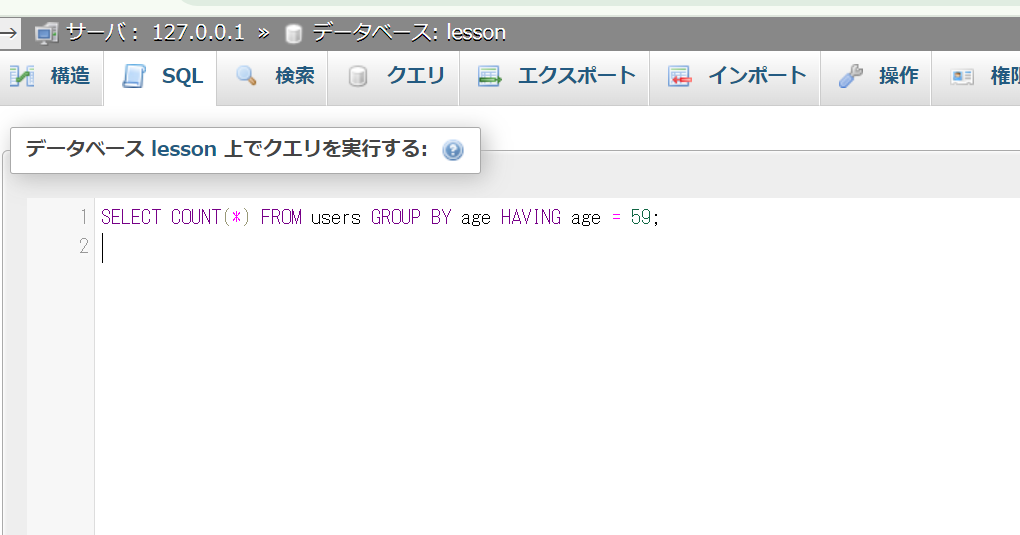 サーバ： 127.0.0.1 » データベース: lesson
構造 SQL 検索 クエリ エクスポート インポート 操作
データベース lesson 上でクエリを実行する:
1 SELECT COUNT(*) FROM users GROUP BY age HAVING age = 59;
2